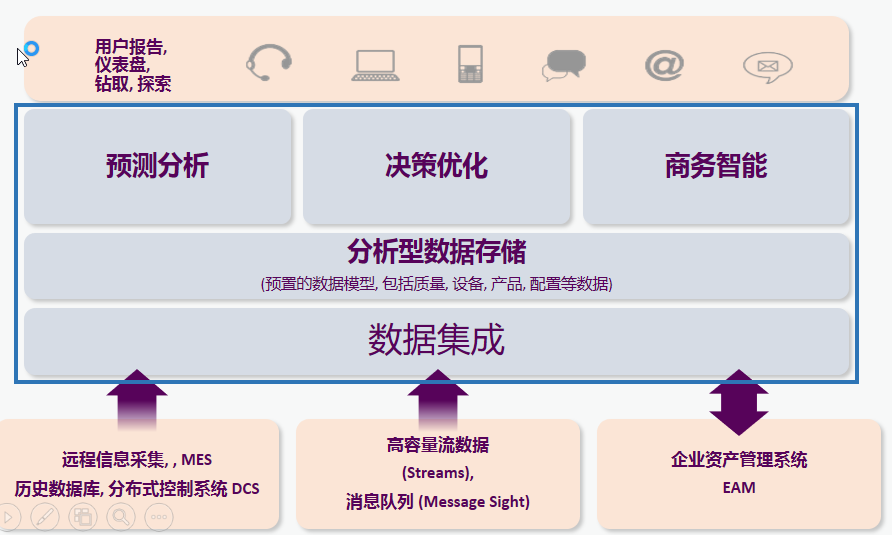 用户报告,
仪表盘,
钻取, 探索
@
预测分析
决策优化
商务智能
分析型数据存储
(预置的数据模型, 包括质量, 设备, 产品, 配置等数据)
数据集成
远程信息采集, , MES
历史数据库, 分布式控制系统 DCS
高容量流数据
(Streams),
消息队列 (Message Sight)
企业资产管理系统
EAM